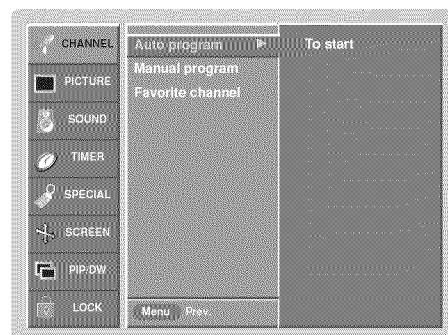 CHANNEL
PICTURE
SOUND
TIMER
SPECIAL
SCREEN
PIP/DW
LOCK
Auto program
Manual program
Favorite channel
Menu Prev.
To start